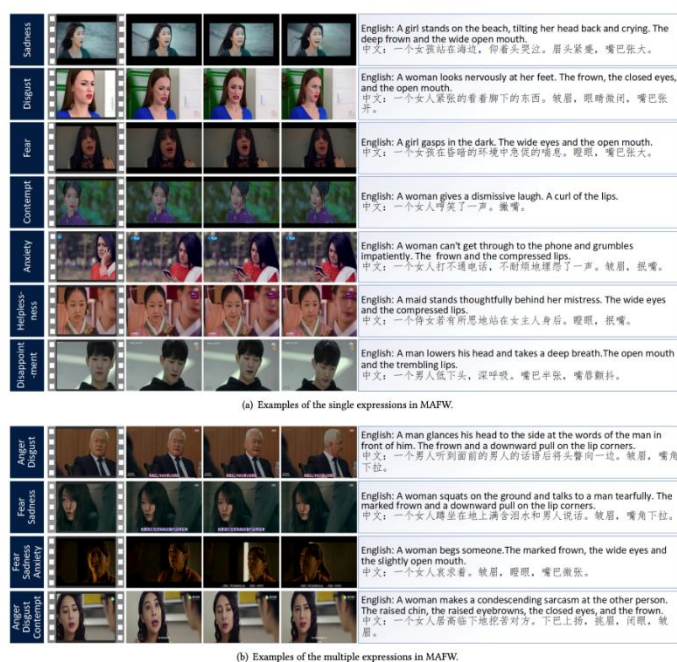 Sadness
English: A girl stands on the beach, tilting her head back and crying. The
deep frown and the wide open mouth.
中文：一个女孩站在海边，仰着头哭泣。眉头紧蹙，嘴巴张大。
Disgust
English: A woman looks nervously at her feet. The frown, the closed eyes,
and the open mouth.
中文：一个女人紧张的看着脚下的东西。皱眉，眼睛微闭，嘴巴张
开。
Fear
English: A girl gasps in the dark. The wide eyes and the open mouth.
中文：一个女孩在昏暗的环境中急促的喘息。瞪眼，嘴巴张大。
Contempt
English: A woman gives a dismissive laugh. A curl of the lips.
中文：一个女人哼笑了一声。撇嘴。
Anxiety
English: A woman can't get through to the phone and grumbles
impatiently. The frown and the compressed lips.
中文：一个女人打不通电话，不耐烦地埋怨了一声。皱眉，抿嘴。
Helpless-
ness
English: A maid stands thoughtfully behind her mistress. The wide eyes
and the compressed lips.
中文：一个侍女若有所思地站在女主人身后。瞪眼，抿嘴。
Disappoint
-ment
English: A man lowers his head and takes a deep breath.The open mouth
and the trembling lips.
中文：一个男人低下头，深呼吸。嘴巴半张，嘴唇颤抖。
(a) Examples of the single expressions in MAFW.
Anger
Disgust
English: A man glances his head to the side at the words of the man in
front of him. The frown and a downward pull on the lip corners.
中文：一个男人听到面前的男人的话语后将头瞥向一边。皱眉，嘴角
下拉。
Fear
Sadness
English: A woman squats on the ground and talks to a man tearfully. The
marked frown and a downward pull on the lip corners.
中文：一个女人蹲坐在地上满含泪水和男人说话。皱眉，嘴角下拉。
Fear
Sadness
Anxiety
English: A woman begs someone.The marked frown, the wide eyes and
the slightly open mouth.
中文：一个女人哀求着。皱眉，瞪眼，嘴巴微张。
Anger
Disgust
Contempt
English: A woman makes a condescending sarcasm at the other person.
The raised chin, the raised eyebrows, the closed eyes, and the frown.
中文：一个女人居高临下地挖苦对方。下巴上扬，挑眉，闭眼，皱
眉。
(b) Examples of the multiple expressions in MAFW.